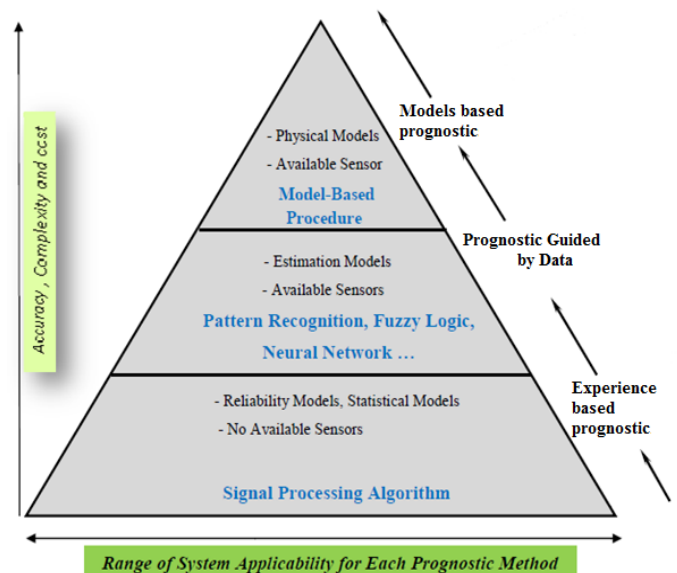 Accuracy , Complexity and ccst
- Physical Models
- Available Sensor
Model-Based
Procedure
- Estimation Models
- Available Sensors
Pattern Recognition, Fuzzy Logic,
Neural Network ...
- Reliability Models, Statistical Models
- No Available Sensors
Signal Processing Algorithm
Models based
prognostic
Prognostic Guided
by Data
Experience
based
prognostic
Range of System Applicability for Each Prognostic Method